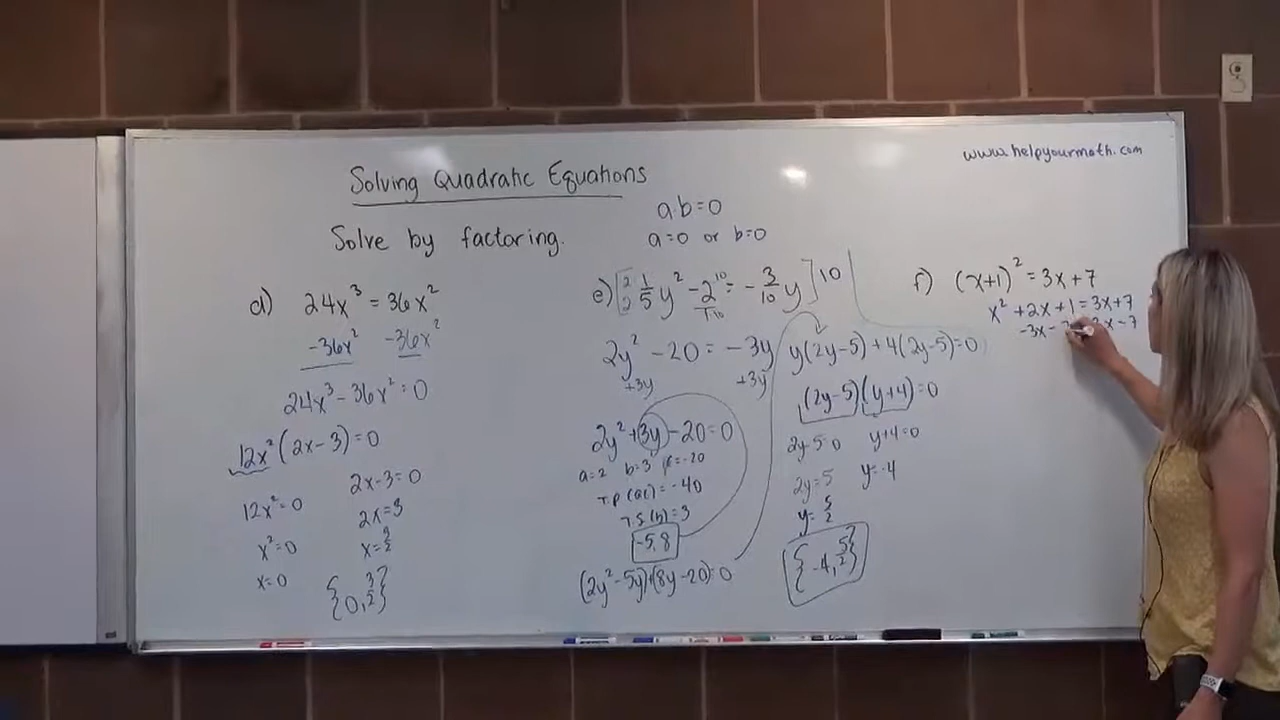 www.helpyourmath.com
Solving Quadratic Equations
a·b=0
a=0 or b=0
Solve by factoring.
d) 24x³ = 36x²
-36x² -36x²
24x³ - 36x² = 0
12x²(2x-3) = 0
12x² = 0
x² = 0
x = 0
2x-3 = 0
2x = 3
x = 3/2
{0, 3/2}
e) [2/2 · 1/5 y² - 2/1 · 10/10 = - 3/10 y] 10
2y² - 20 = -3y
+3y +3y
2y² + 3y - 20 = 0
a=2 b=3 c=-20
T.P (ac) = -40
T.S (b) = 3
-5, 8
(2y² - 5y) + (8y - 20) = 0
y(2y-5) + 4(2y-5) = 0
(2y-5)(y+4) = 0
2y-5=0
2y=5
y = 5/2
y+4=0
y=-4
{-4, 5/2}
f) (x+1)² = 3x+7
x² + 2x + 1 = 3x+7
-3x - 3x - 7